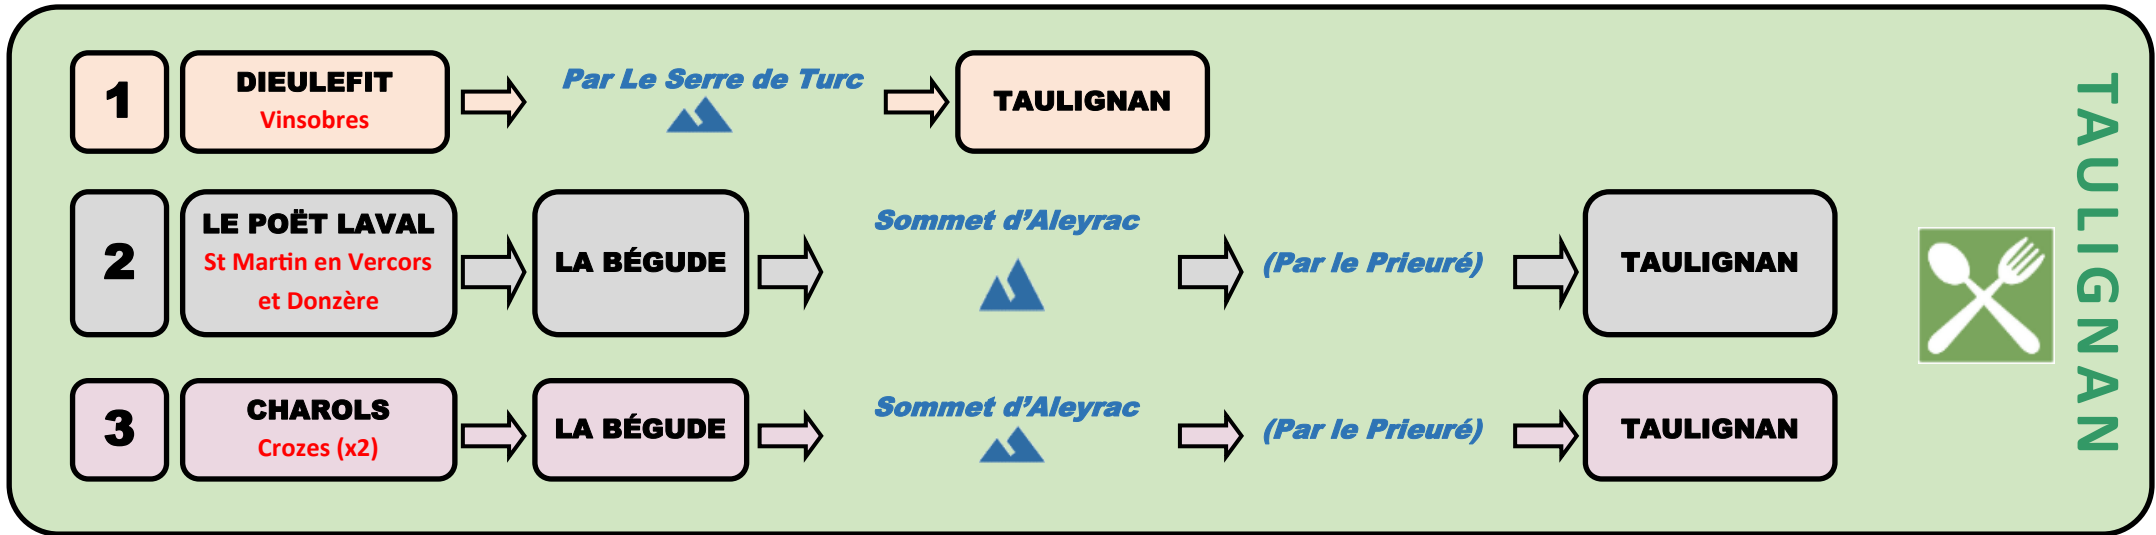 1
DIEULEFIT
Vinsobres
Par Le Serre de Turc
TAULIGNAN
2
LE POËT LAVAL
St Martin en Vercors
et Donzère
LA BÉGUDE
Sommet d'Aleyrac
(Par le Prieuré)
TAULIGNAN
3
CHAROLS
Crozes (x2)
LA BÉGUDE
Sommet d'Aleyrac
(Par le Prieuré)
TAULIGNAN
TAULIGNAN